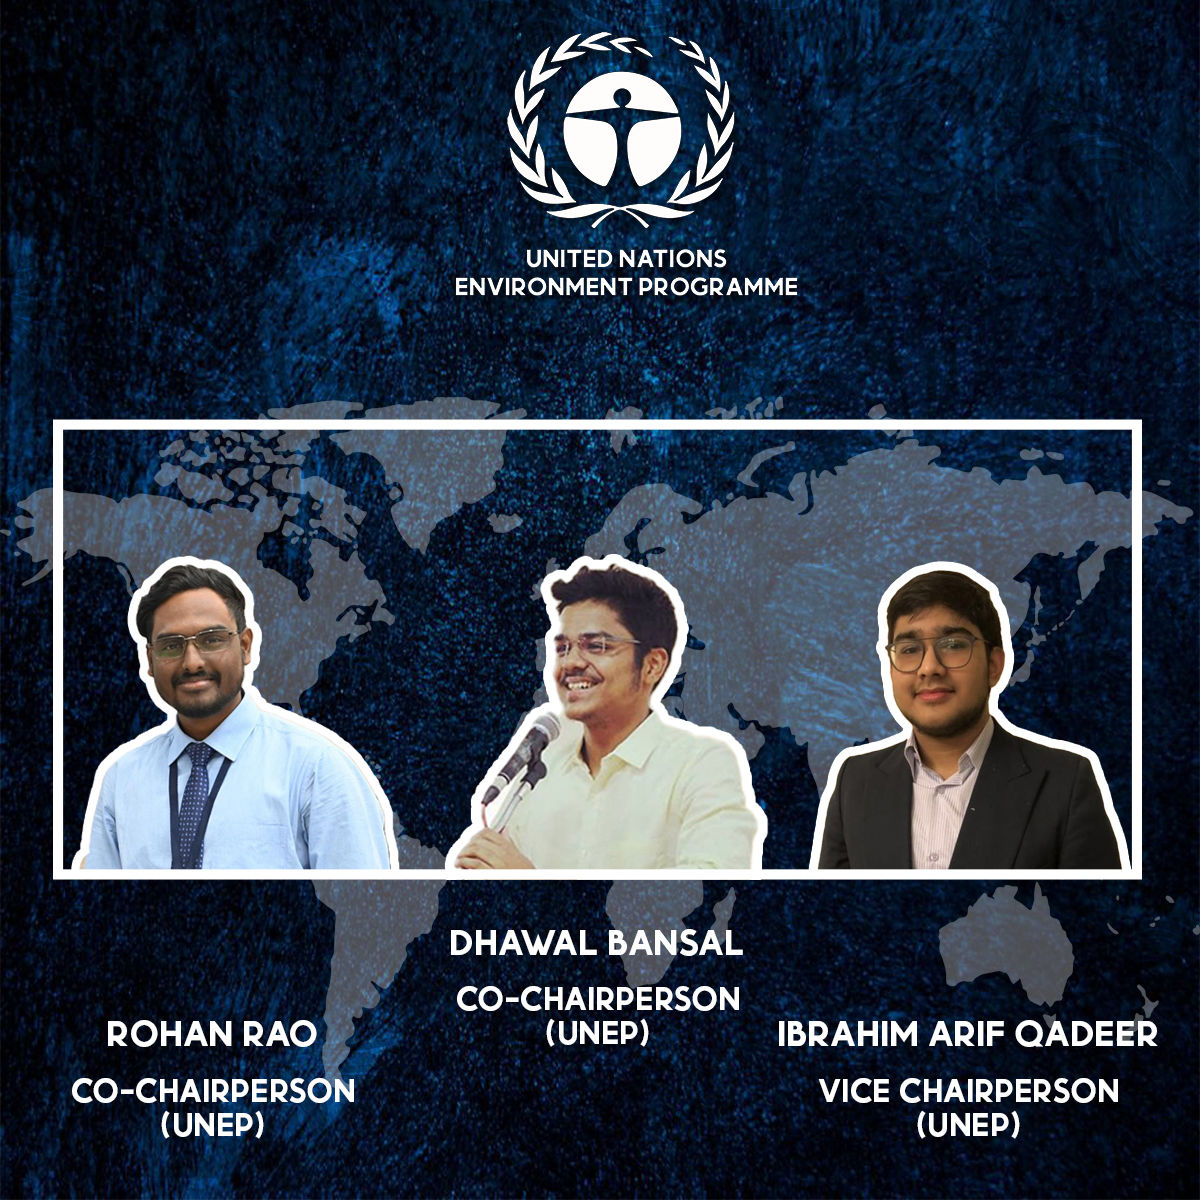 UNITED NATIONS
ENVIRONMENT PROGRAMME
ROHAN RAO
CO-CHAIRPERSON
(UNEP)
DHAWAL BANSAL
CO-CHAIRPERSON
(UNEP)
IBRAHIM ARIF QADEER
VICE CHAIRPERSON
(UNEP)